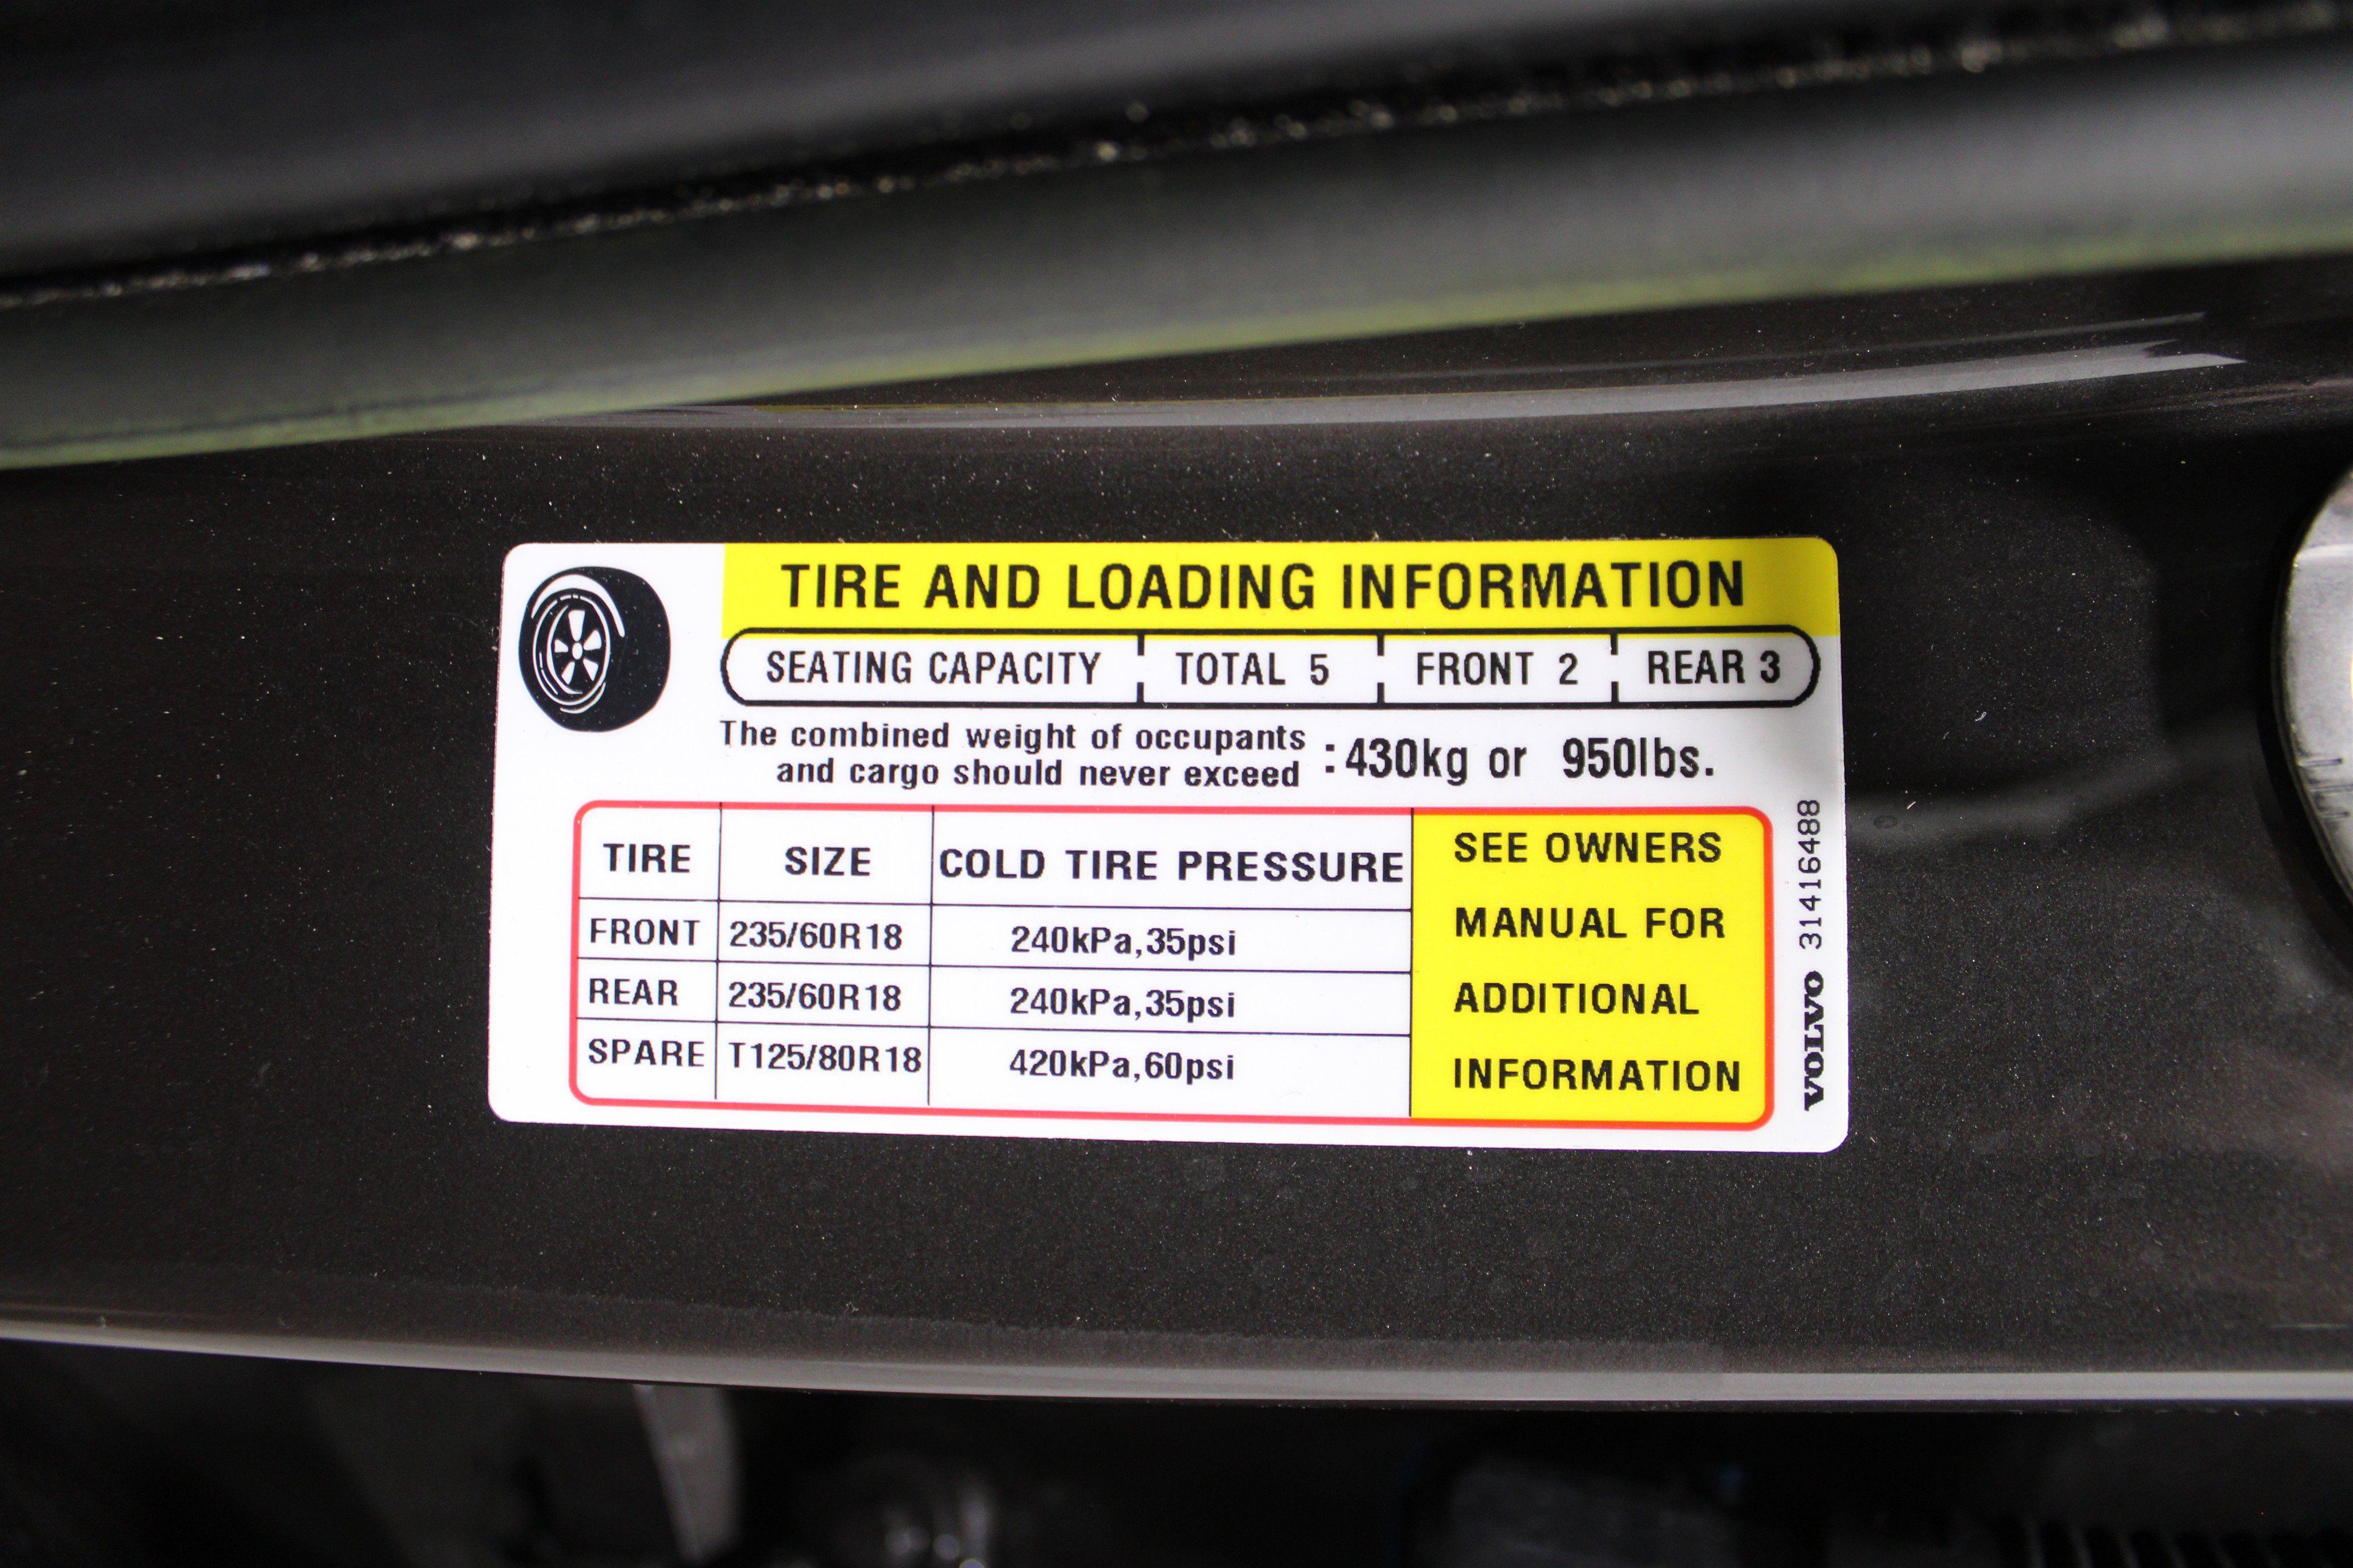 TIRE AND LOADING INFORMATION
SEATING CAPACITY TOTAL 5 FRONT 2 REAR 3
The combined weight of occupants
and cargo should never exceed :430kg or 950lbs.
TIRE SIZE COLD TIRE PRESSURE
FRONT 235/60R18 240kPa,35psi
REAR 235/60R18 240kPa,35psi
SPARE T125/80R18 420kPa,60psi
SEE OWNERS
MANUAL FOR
ADDITIONAL
INFORMATION
VOLVO 31416488